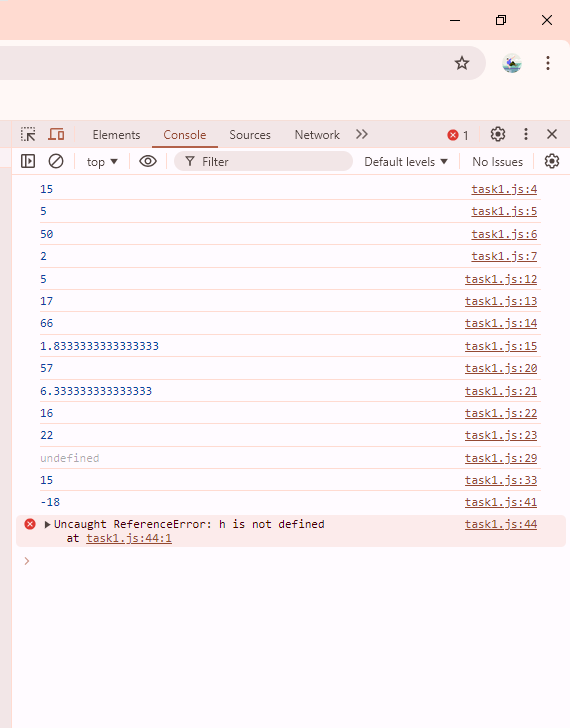 Elements Console Sources Network 1
top Filter Default levels No Issues
15 task1.js:4
5 task1.js:5
50 task1.js:6
2 task1.js:7
5 task1.js:12
17 task1.js:13
66 task1.js:14
1.8333333333333333 task1.js:15
57 task1.js:20
6.333333333333333 task1.js:21
16 task1.js:22
22 task1.js:23
undefined task1.js:29
15 task1.js:33
-18 task1.js:41
Uncaught ReferenceError: h is not defined task1.js:44
at task1.js:44:1